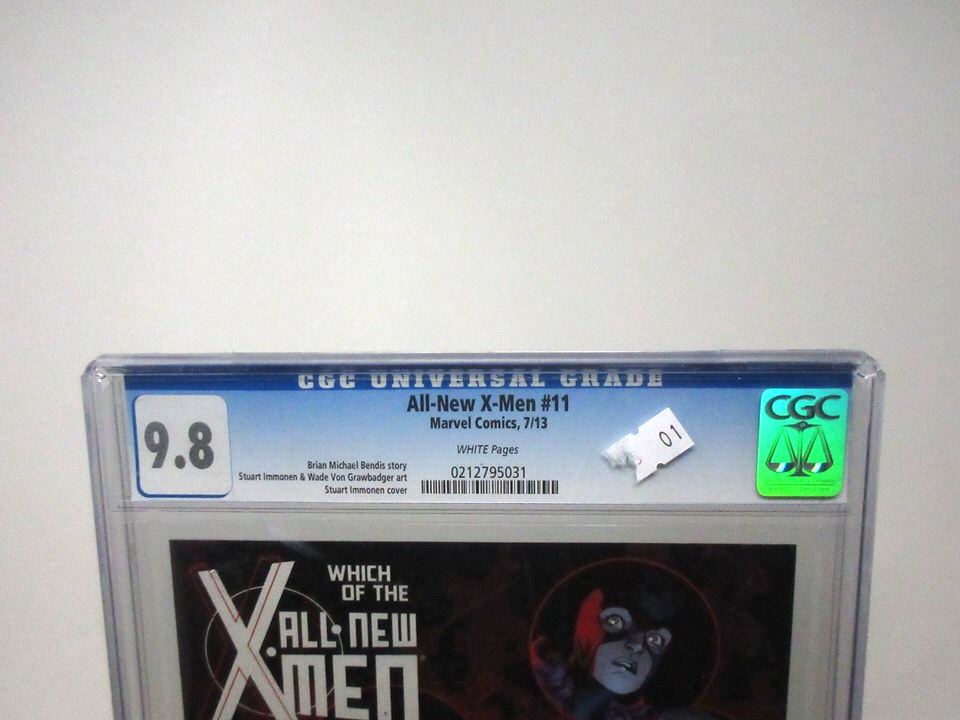 CGC UNIVERSAL GRADE
9.8
All-New X-Men #11
Marvel Comics, 7/13
WHITE Pages
Brian Michael Bendis story
Stuart Immonen & Wade Von Grawbadger art
Stuart Immonen cover
0212795031
01
CGC
WHICH
OF THE
X
ALL-NEW
X-MEN